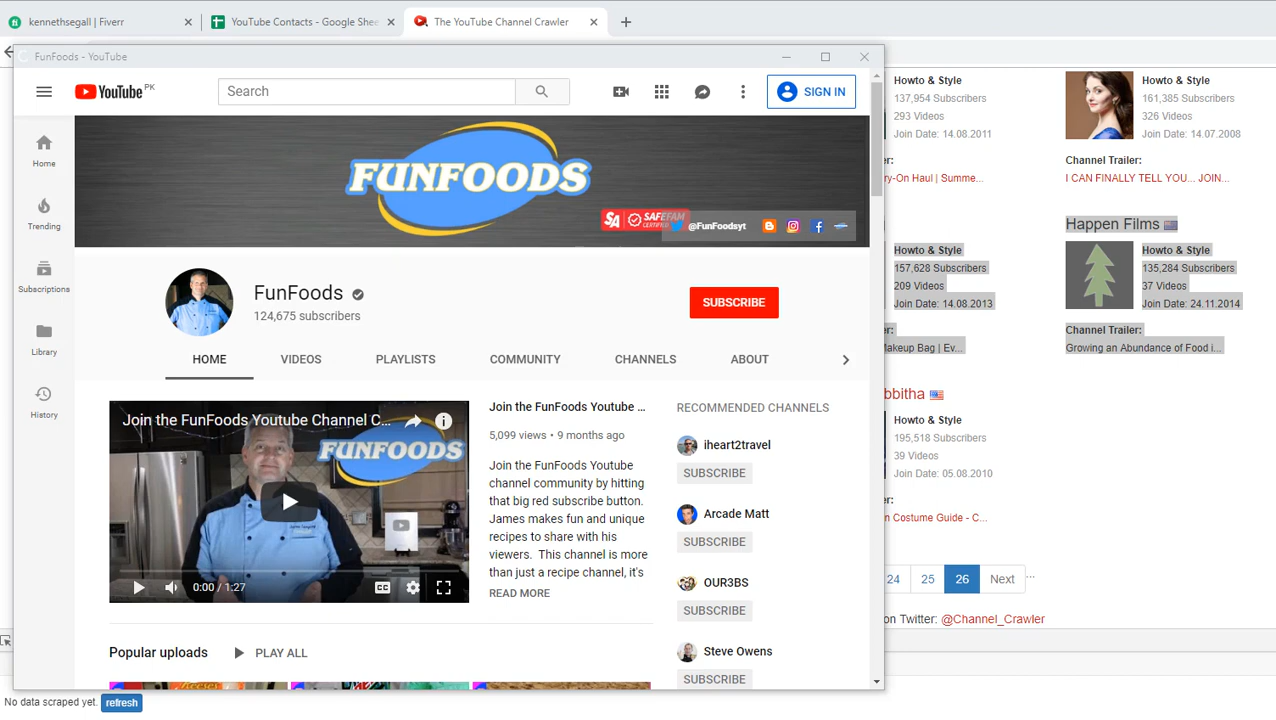 kennethsegall | Fiverr
YouTube Contacts - Google Shee
The YouTube Channel Crawler
FunFoods - YouTube
YouTube PK
Search
SIGN IN
Home
Trending
Subscriptions
Library
History
FUNFOODS
SA SAFEFAM CERTIFIED
@FunFoodsyt
FunFoods
124,675 subscribers
SUBSCRIBE
HOME VIDEOS PLAYLISTS COMMUNITY CHANNELS ABOUT
Join the FunFoods Youtube Channel C...
FUNFOODS
0:00 / 1:27
CC
Join the FunFoods Youtube ...
5,099 views • 9 months ago
Join the FunFoods Youtube
channel community by hitting
that big red subscribe button.
James makes fun and unique
recipes to share with his
viewers. This channel is more
than just a recipe channel, it's
READ MORE
RECOMMENDED CHANNELS
iheart2travel
SUBSCRIBE
Arcade Matt
SUBSCRIBE
OUR3BS
SUBSCRIBE
Steve Owens
SUBSCRIBE
Popular uploads
PLAY ALL
Howto & Style
137,954 Subscribers
293 Videos
Join Date: 14.08.2011
er:
ry-On Haul | Summe...
Howto & Style
161,385 Subscribers
326 Videos
Join Date: 14.07.2008
Channel Trailer:
I CAN FINALLY TELL YOU... JOIN...
Howto & Style
157,628 Subscribers
209 Videos
Join Date: 14.08.2013
er:
Makeup Bag | Ev...
Happen Films
Howto & Style
135,284 Subscribers
37 Videos
Join Date: 24.11.2014
Channel Trailer:
Growing an Abundance of Food i...
bbitha
Howto & Style
195,518 Subscribers
39 Videos
Join Date: 05.08.2010
er:
n Costume Guide - C...
24 25 26 Next ...
on Twitter: @Channel_Crawler
No data scraped yet. refresh